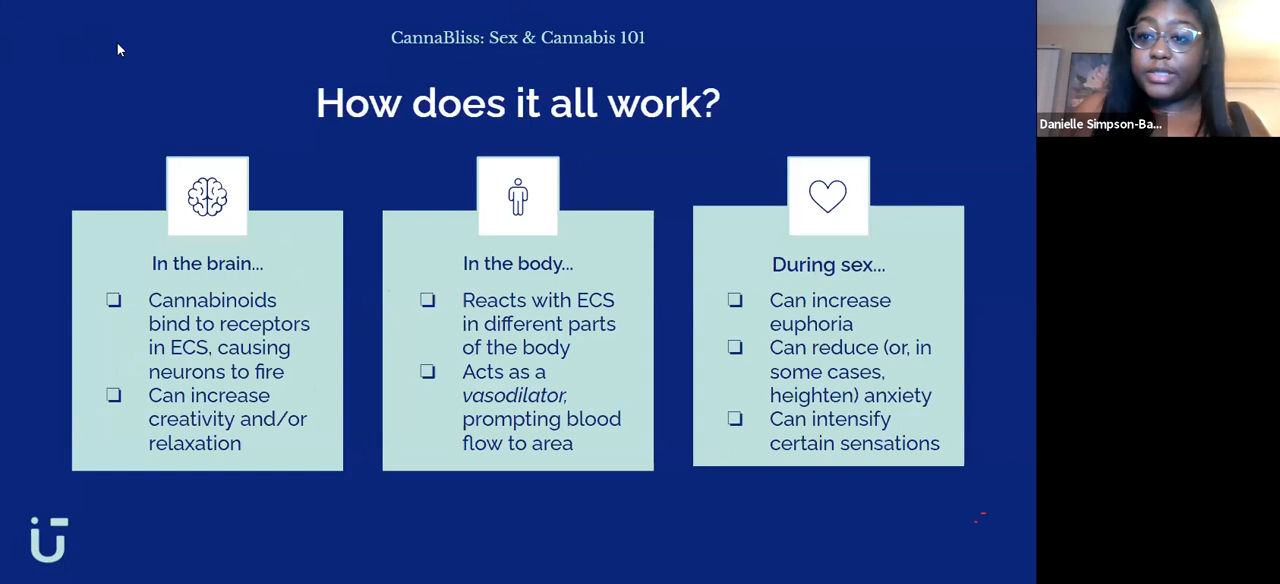 CannaBliss: Sex & Cannabis 101
How does it all work?
In the brain...
❏ Cannabinoids
bind to receptors
in ECS, causing
neurons to fire
❏ Can increase
creativity and/or
relaxation
In the body...
❏ Reacts with ECS
in different parts
of the body
❏ Acts as a
vasodilator,
prompting blood
flow to area
During sex...
❏ Can increase
euphoria
❏ Can reduce (or, in
some cases,
heighten) anxiety
❏ Can intensify
certain sensations
Danielle Simpson-Ba...